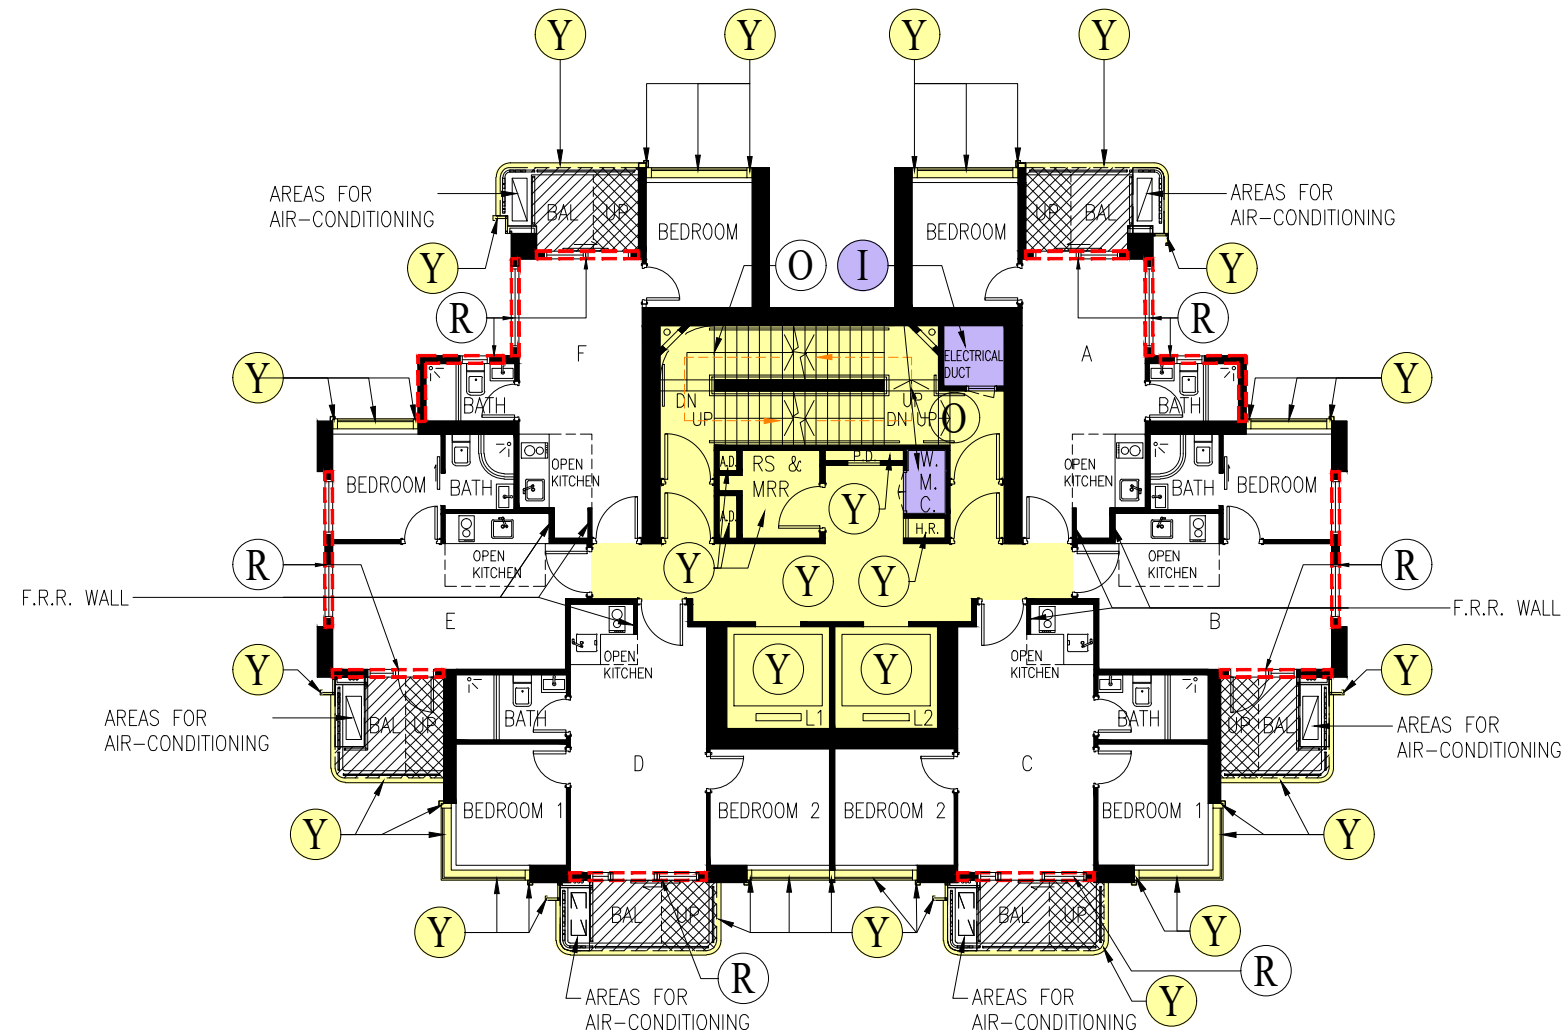 Y
Y
Y
Y
AREAS FOR
AIR-CONDITIONING
BAL
UP
BEDROOM
BEDROOM
UP
BAL
AREAS FOR
AIR-CONDITIONING
Y
O
I
Y
R
R
F
ELECTRICAL
DUCT
A
Y
Y
BATH
DN
UP
UP
DN
UP
O
BATH
OPEN
KITCHEN
A.D.
RS &
MRR
P.D.
W.
M.
C.
OPEN
KITCHEN
BEDROOM
BATH
BATH
BEDROOM
A.D.
Y
H.R.
OPEN
KITCHEN
OPEN
KITCHEN
R
Y
Y
Y
R
F.R.R. WALL
F.R.R. WALL
E
B
OPEN
KITCHEN
OPEN
KITCHEN
Y
Y
Y
Y
AREAS FOR
AIR-CONDITIONING
BAL
UP
BATH
L1
L2
BATH
UP
BAL
AREAS FOR
AIR-CONDITIONING
D
C
BEDROOM 1
BEDROOM 2
BEDROOM 2
BEDROOM 1
Y
Y
BAL
UP
BAL
UP
Y
Y
Y
R
R
Y
AREAS FOR
AIR-CONDITIONING
AREAS FOR
AIR-CONDITIONING